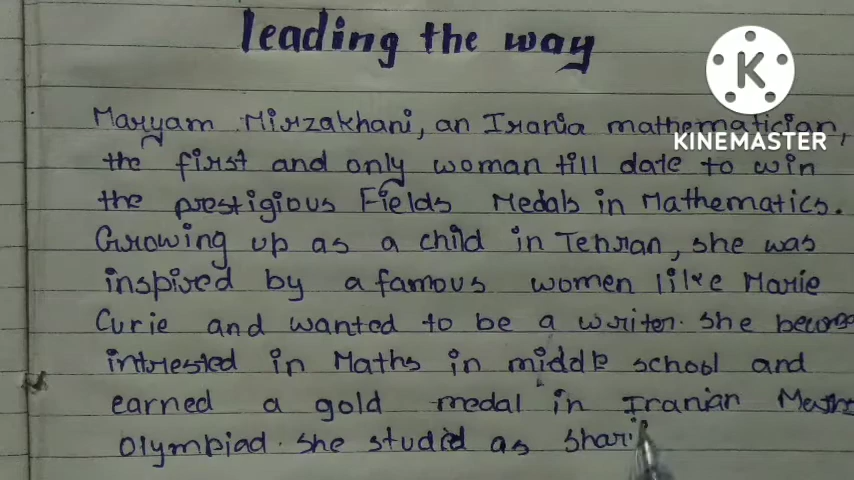 leading the way
K
KINEMASTER
Maryam Mirzakhani, an Irania mathematician,
the first and only woman till date to win
the prestigious Fields Medals in Mathematics.
Growing up as a child in Tehran, she was
inspired by a famous women like Marie
Curie and wanted to be a writer. She
intrested in Maths in middle school and
earned a gold medal in Iranian
olympiad. She studied as Shari